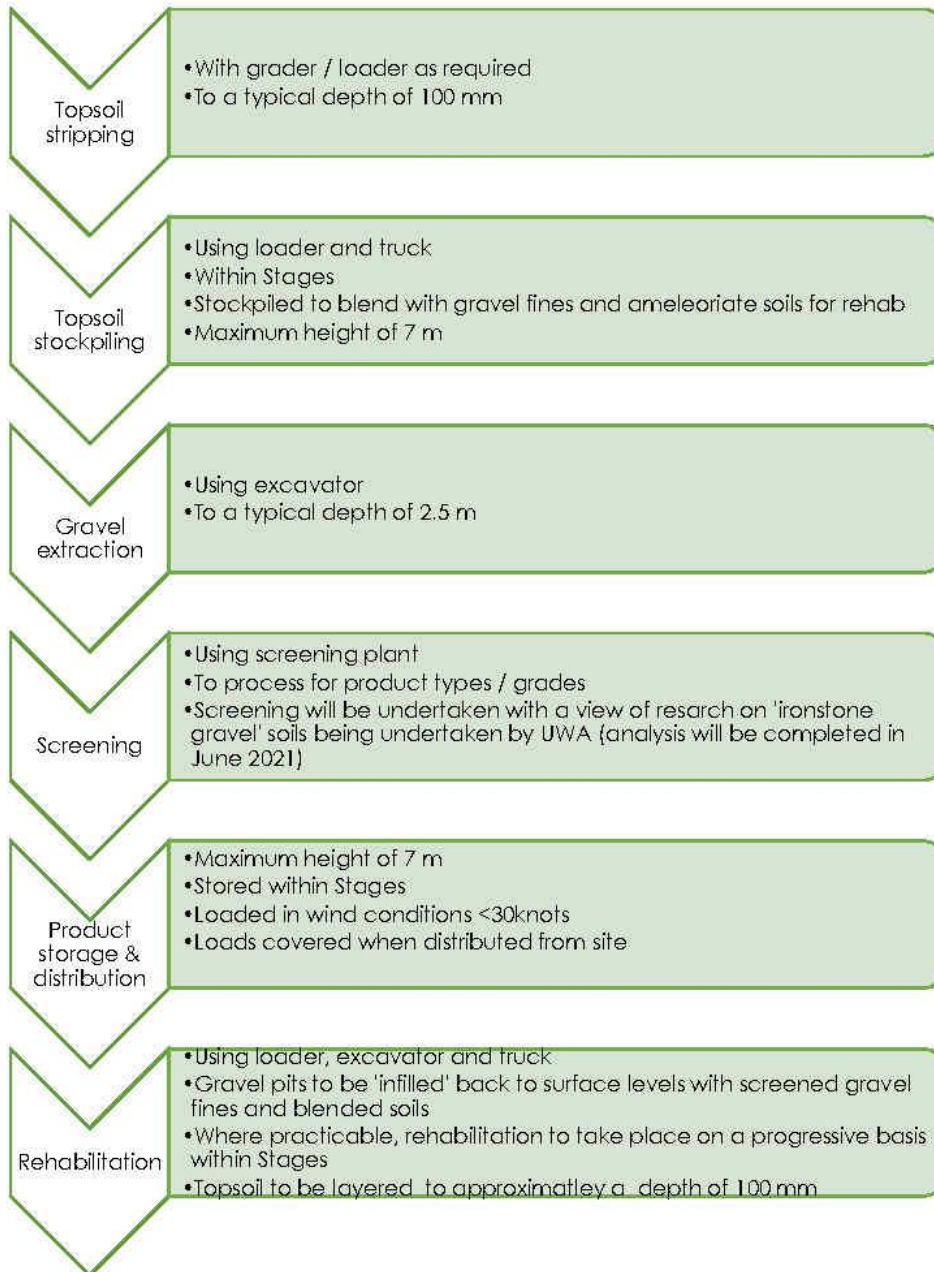 Topsoil
stripping
•With grader / loader as required
•To a typical depth of 100 mm
Topsoil
stockpiling
•Using loader and truck
•Within Stages
•Stockpiled to blend with gravel fines and ameleoriate soils for rehab
•Maximum height of 7 m
Gravel
extraction
•Using excavator
•To a typical depth of 2.5 m
Screening
•Using screening plant
•To process for product types / grades
•Screening will be undertaken with a view of resarch on 'ironstone
gravel' soils being undertaken by UWA (analysis will be completed in
June 2021)
Product
storage &
distribution
•Maximum height of 7 m
•Stored within Stages
•Loaded in wind conditions <30knots
•Loads covered when distributed from site
Rehabilitation
•Using loader, excavator and truck
•Gravel pits to be 'infilled' back to surface levels with screened gravel
fines and blended soils
•Where practicable, rehabilitation to take place on a progressive basis
within Stages
•Topsoil to be layered to approximatley a depth of 100 mm